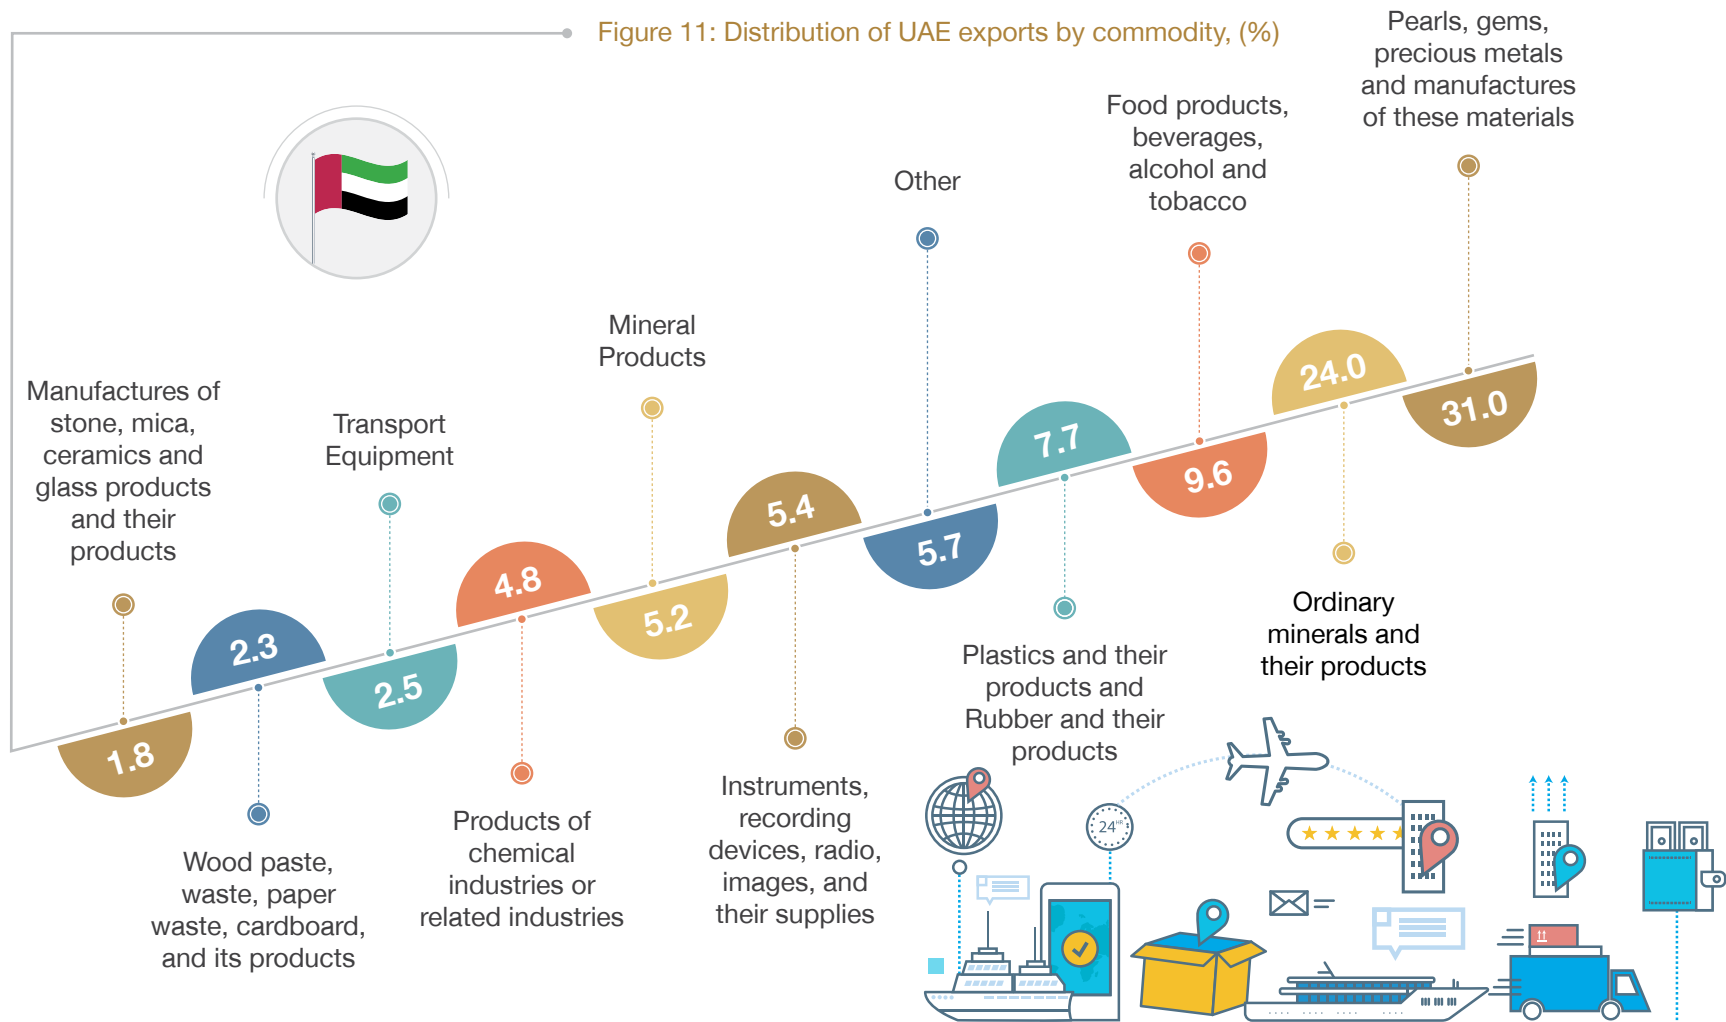 Figure 11: Distribution of UAE exports by commodity, (%)
Manufactures of
stone, mica,
ceramics and
glass products
and their
products
1.8
2.3
Wood paste,
waste, paper
waste, cardboard,
and its products
Transport
Equipment
2.5
4.8
Products of
chemical
industries or
related industries
Mineral
Products
5.2
5.4
Instruments,
recording
devices, radio,
images, and
their supplies
Other
5.7
7.7
Plastics and their
products and
Rubber and their
products
Food products,
beverages,
alcohol and
tobacco
9.6
24.0
Ordinary
minerals and
their products
Pearls, gems,
precious metals
and manufactures
of these materials
31.0
24HR